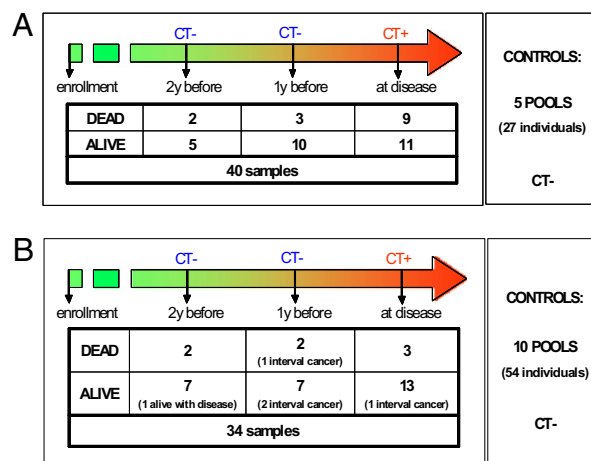 A
CT- CT- CT+
enrollment 2y before 1y before at disease
DEAD 2 3 9
ALIVE 5 10 11
40 samples
CONTROLS:
5 POOLS
(27 individuals)
CT-
B
CT- CT- CT+
enrollment 2y before 1y before at disease
DEAD 2 2 3
(1 interval cancer)
ALIVE 7 7 13
(1 alive with disease) (2 interval cancer) (1 interval cancer)
34 samples
CONTROLS:
10 POOLS
(54 individuals)
CT-